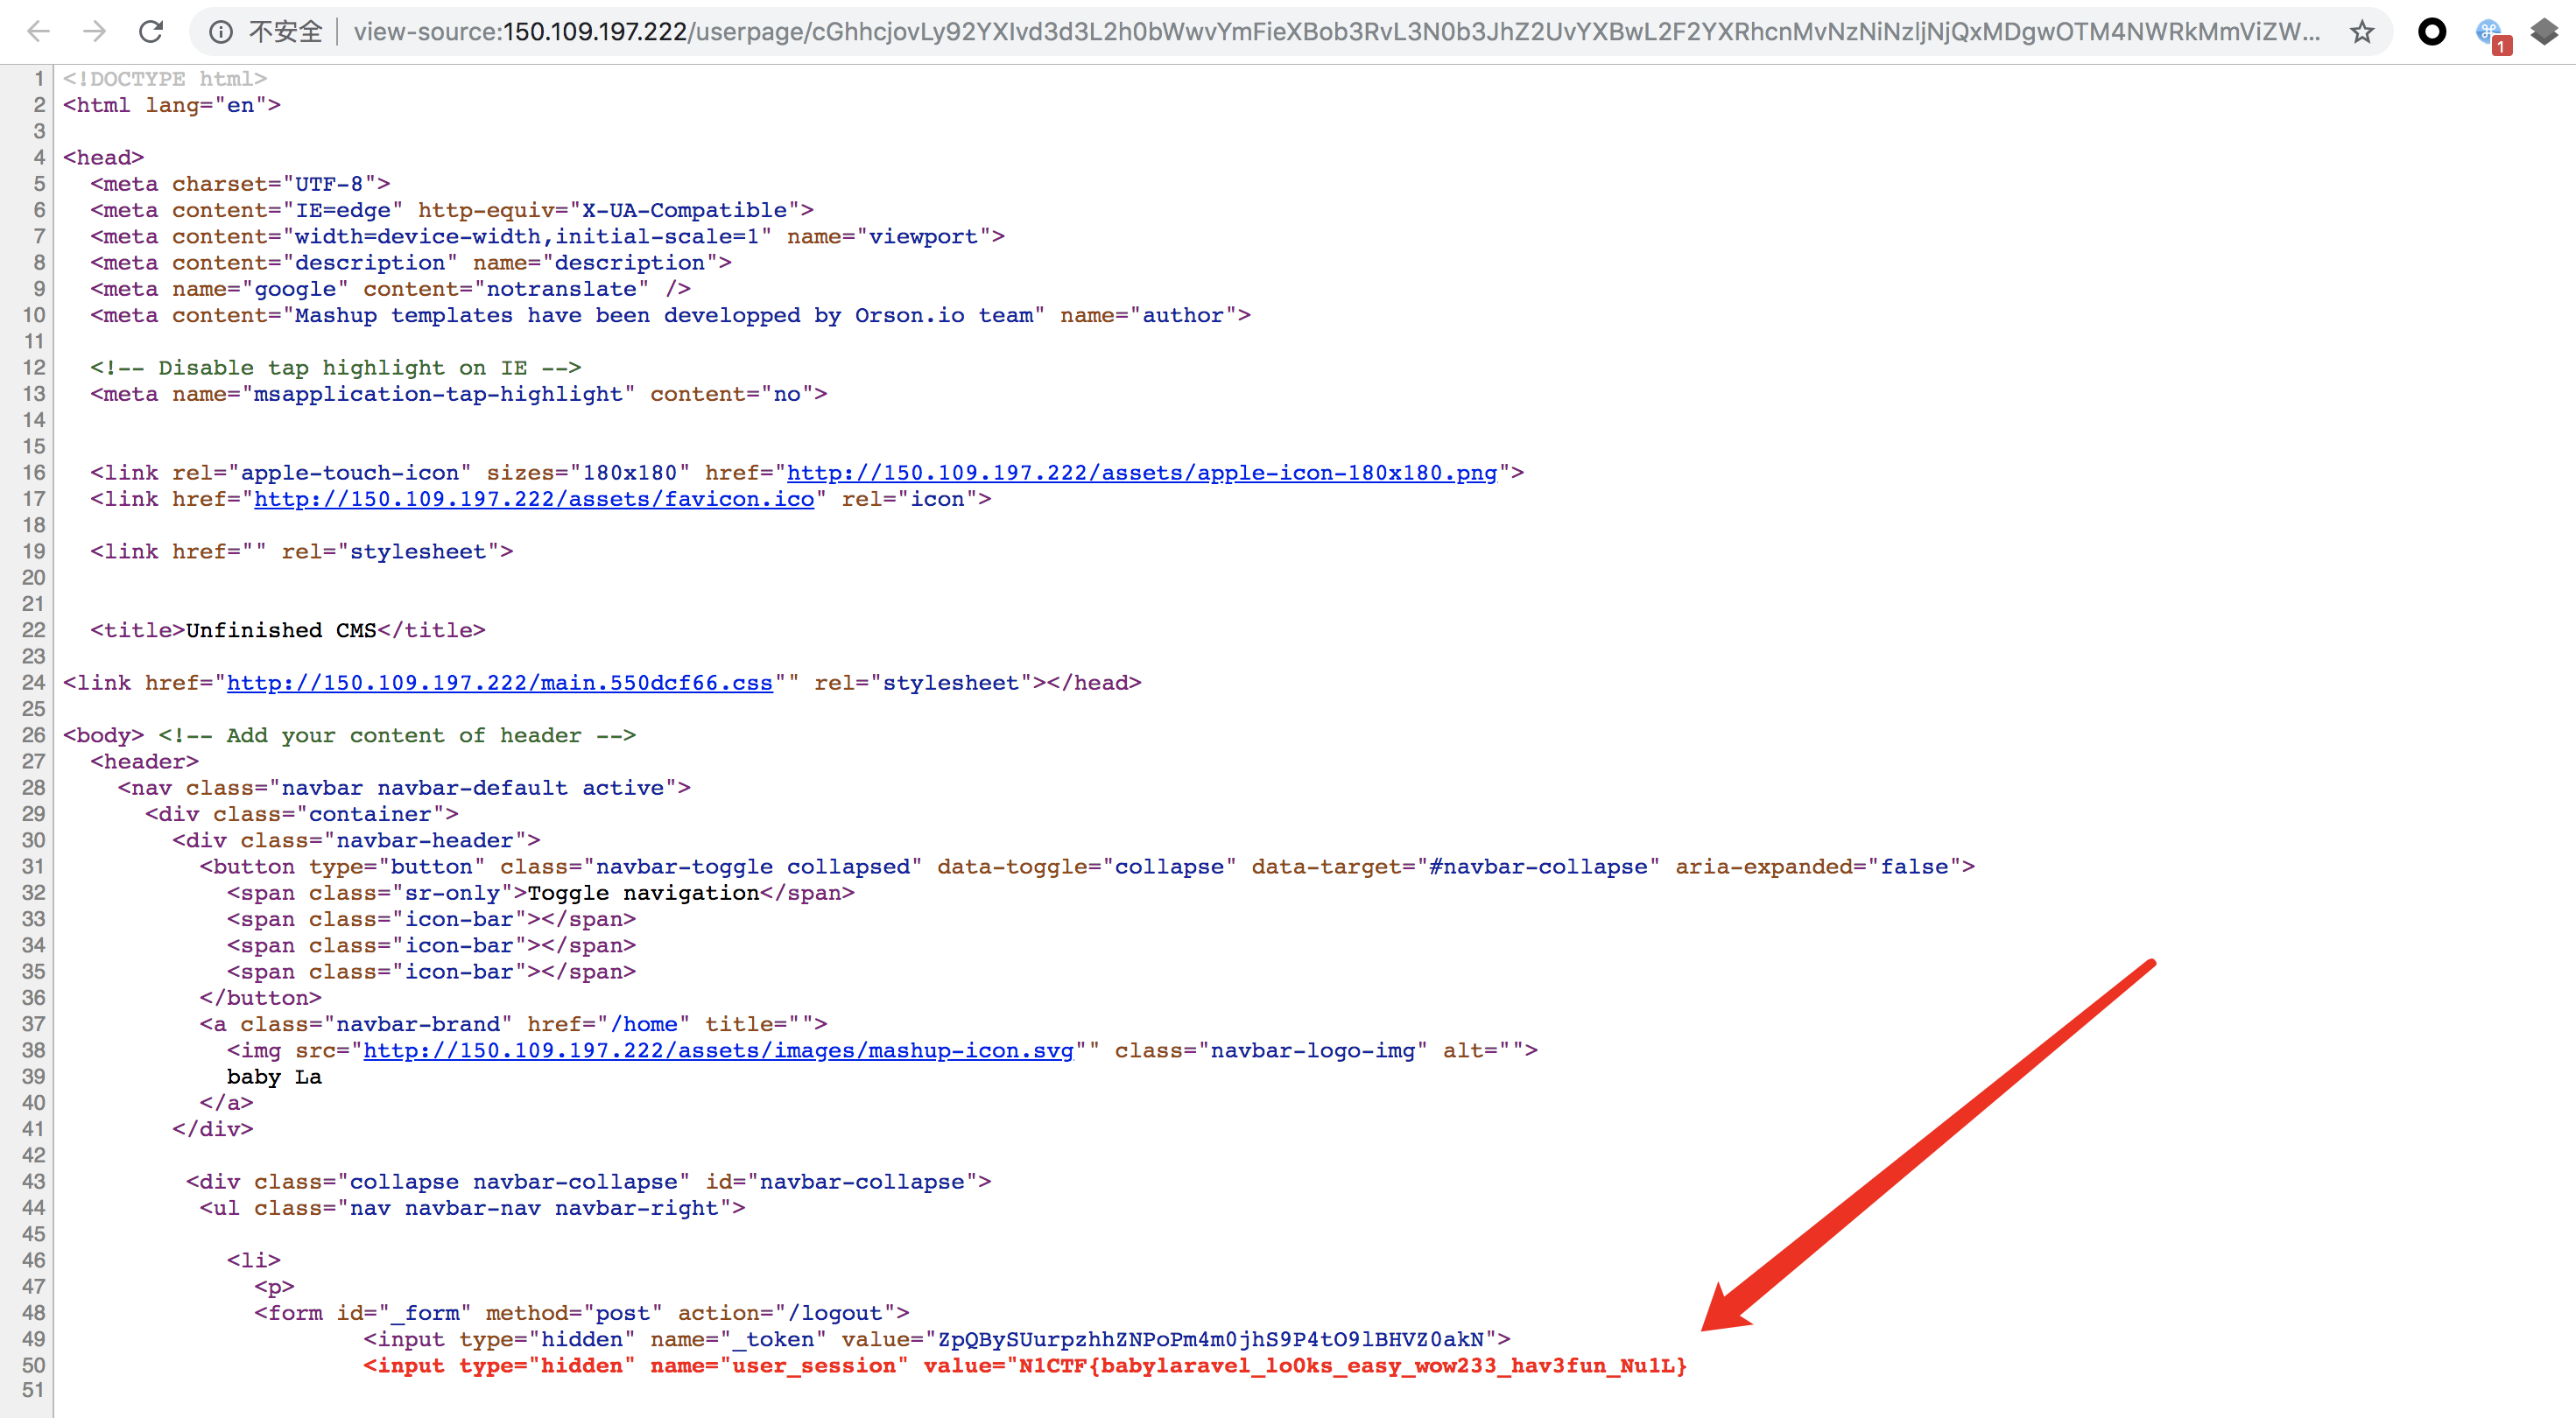 不安全 | view-source:150.109.197.222/userpage/cGhhcjovLy92YXIvd3d3L2h0bWwvYmFieXBob3RvL3N0b3JhZ2UvYXBwL2F2YXRhcnMvNzNiNzljNjQxMDgwOTM4NWRkMmViZW...
1
1 <!DOCTYPE html>
2 <html lang="en">
3
4 <head>
5 <meta charset="UTF-8">
6 <meta content="IE=edge" http-equiv="X-UA-Compatible">
7 <meta content="width=device-width,initial-scale=1" name="viewport">
8 <meta content="description" name="description">
9 <meta name="google" content="notranslate" />
10 <meta content="Mashup templates have been developped by Orson.io team" name="author">
11
12 <!-- Disable tap highlight on IE -->
13 <meta name="msapplication-tap-highlight" content="no">
14
15
16 <link rel="apple-touch-icon" sizes="180x180" href="http://150.109.197.222/assets/apple-icon-180x180.png">
17 <link href="http://150.109.197.222/assets/favicon.ico" rel="icon">
18
19 <link href="" rel="stylesheet">
20
21
22 <title>Unfinished CMS</title>
23
24 <link href="http://150.109.197.222/main.550dcf66.css"" rel="stylesheet"></head>
25
26 <body> <!-- Add your content of header -->
27 <header>
28 <nav class="navbar navbar-default active">
29 <div class="container">
30 <div class="navbar-header">
31 <button type="button" class="navbar-toggle collapsed" data-toggle="collapse" data-target="#navbar-collapse" aria-expanded="false">
32 <span class="sr-only">Toggle navigation</span>
33 <span class="icon-bar"></span>
34 <span class="icon-bar"></span>
35 <span class="icon-bar"></span>
36 </button>
37 <a class="navbar-brand" href="/home" title="">
38 <img src="http://150.109.197.222/assets/images/mashup-icon.svg"" class="navbar-logo-img" alt="">
39 baby La
40 </a>
41 </div>
42
43 <div class="collapse navbar-collapse" id="navbar-collapse">
44 <ul class="nav navbar-nav navbar-right">
45
46 <li>
47 <p>
48 <form id="_form" method="post" action="/logout">
49 <input type="hidden" name="_token" value="ZpQBySUurpzhhZNPoPm4m0jhS9P4tO9lBHVZ0akN">
50 <input type="hidden" name="user_session" value="N1CTF{babylaravel_lo0ks_easy_wow233_hav3fun_Nu1L}
51